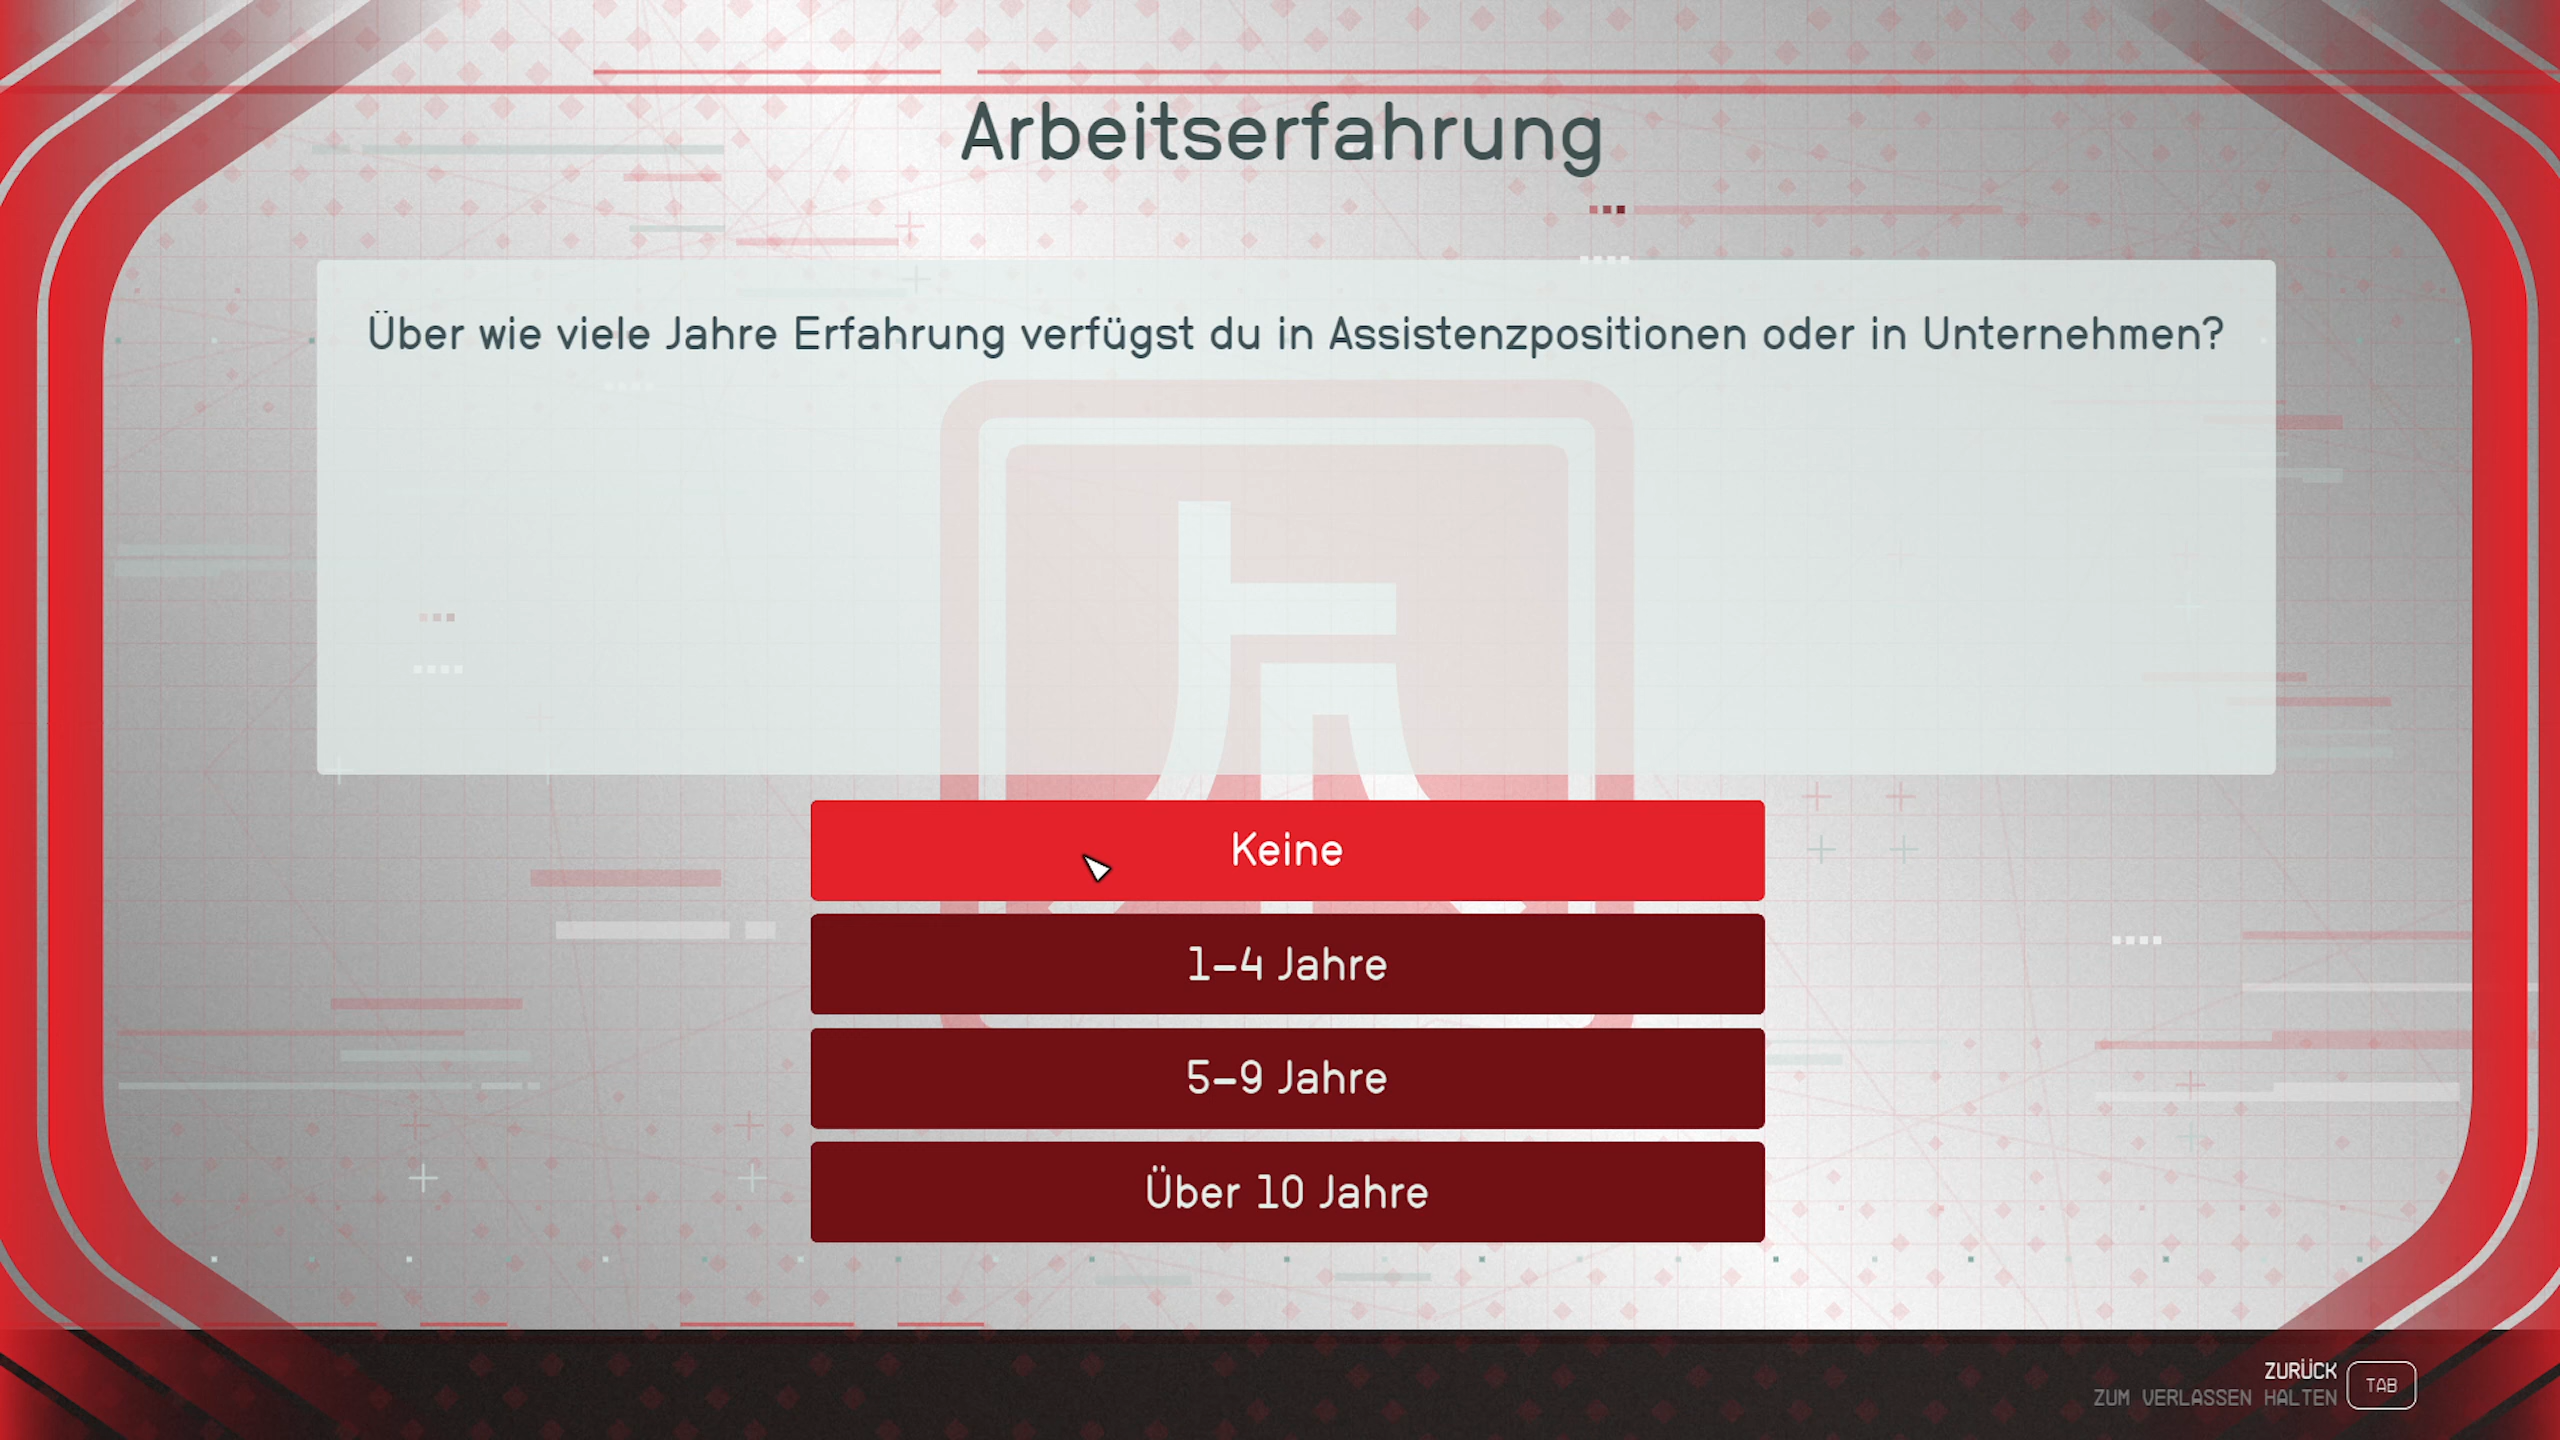 Arbeitserfahrung
Über wie viele Jahre Erfahrung verfügst du in Assistenzpositionen oder in Unternehmen?
Keine
1–4 Jahre
5–9 Jahre
Über 10 Jahre
ZURÜCK
ZUM VERLASSEN HALTEN
TAB